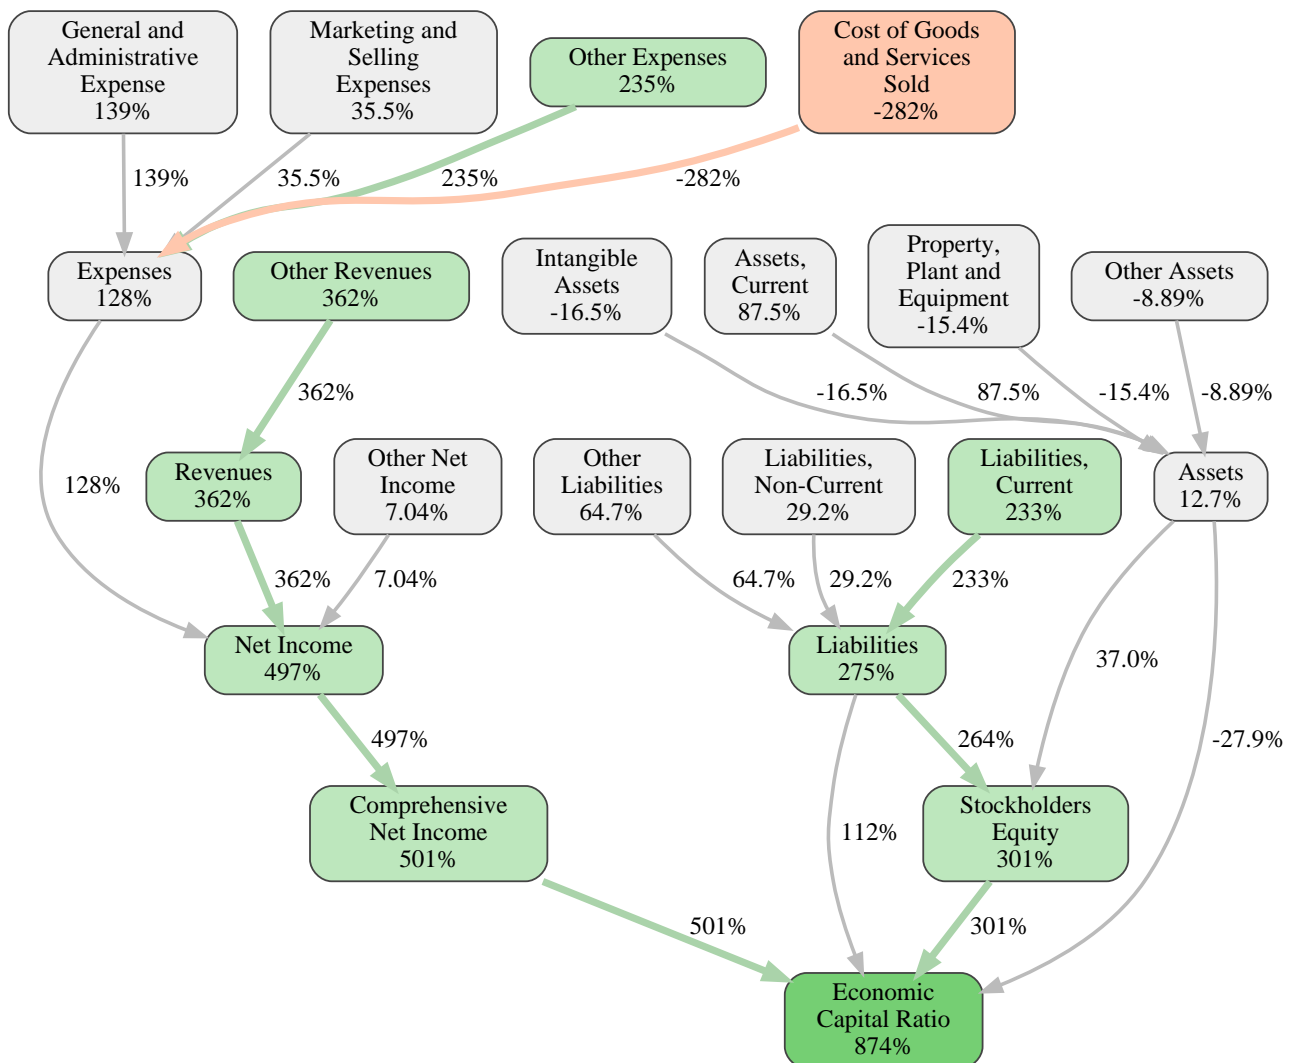 General and
Administrative
Expense
139%
Marketing and
Selling
Expenses
35.5%
Other Expenses
235%
Cost of Goods
and Services
Sold
-282%
139%
35.5%
235%
-282%
Expenses
128%
Other Revenues
362%
Intangible
Assets
-16.5%
Assets,
Current
87.5%
Property,
Plant and
Equipment
-15.4%
Other Assets
-8.89%
362%
-16.5%
87.5%
-15.4%
-8.89%
128%
Revenues
362%
Other Net
Income
7.04%
Other
Liabilities
64.7%
Liabilities,
Non-Current
29.2%
Liabilities,
Current
233%
Assets
12.7%
362%
7.04%
64.7%
29.2%
233%
Net Income
497%
Liabilities
275%
37.0%
497%
264%
-27.9%
Comprehensive
Net Income
501%
112%
Stockholders
Equity
301%
501%
301%
Economic
Capital Ratio
874%